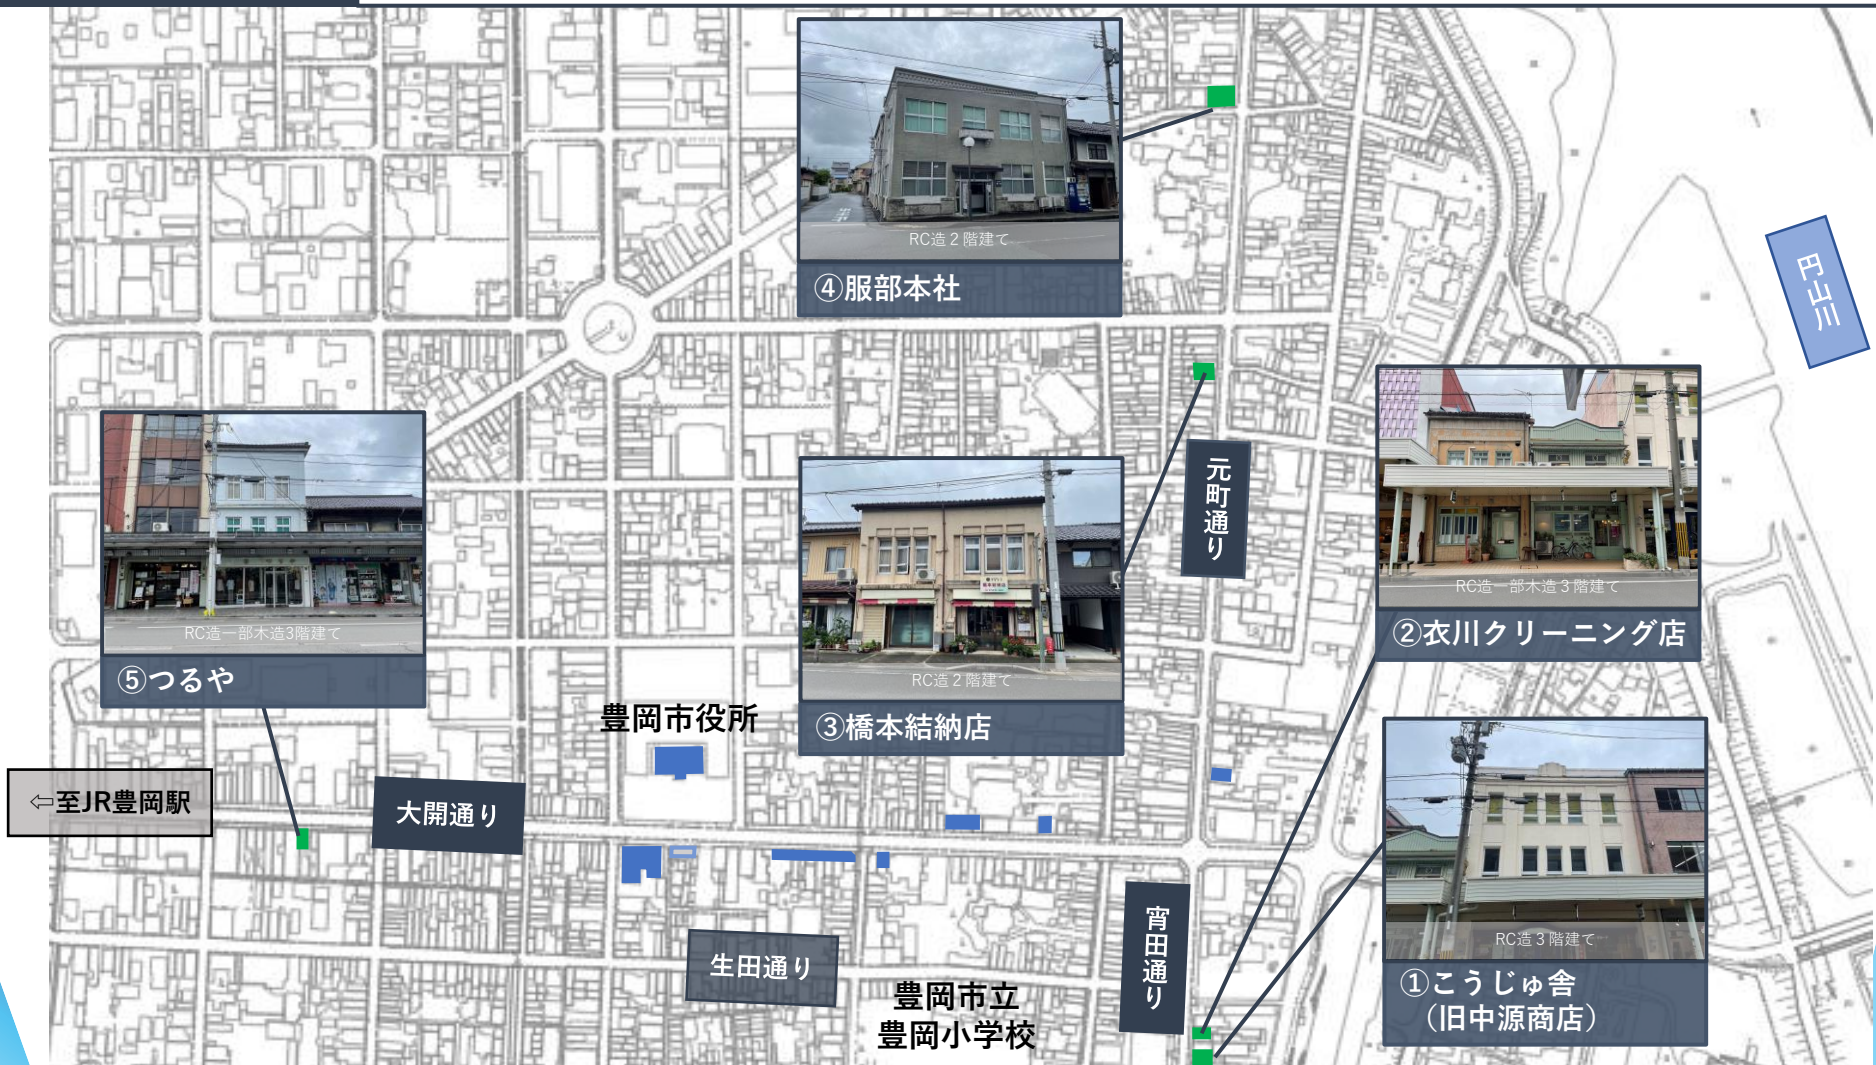 RC造２階建て
④服部本社
円山川
元町通り
RC造一部木造３階建て
②衣川クリーニング店
RC造一部木造3階建て
⑤つるや
RC造２階建て
③橋本結納店
豊岡市役所
⇦至JR豊岡駅
大開通り
生田通り
豊岡市立
豊岡小学校
宵田通り
RC造３階建て
①こうじゅ舎
（旧中源商店）